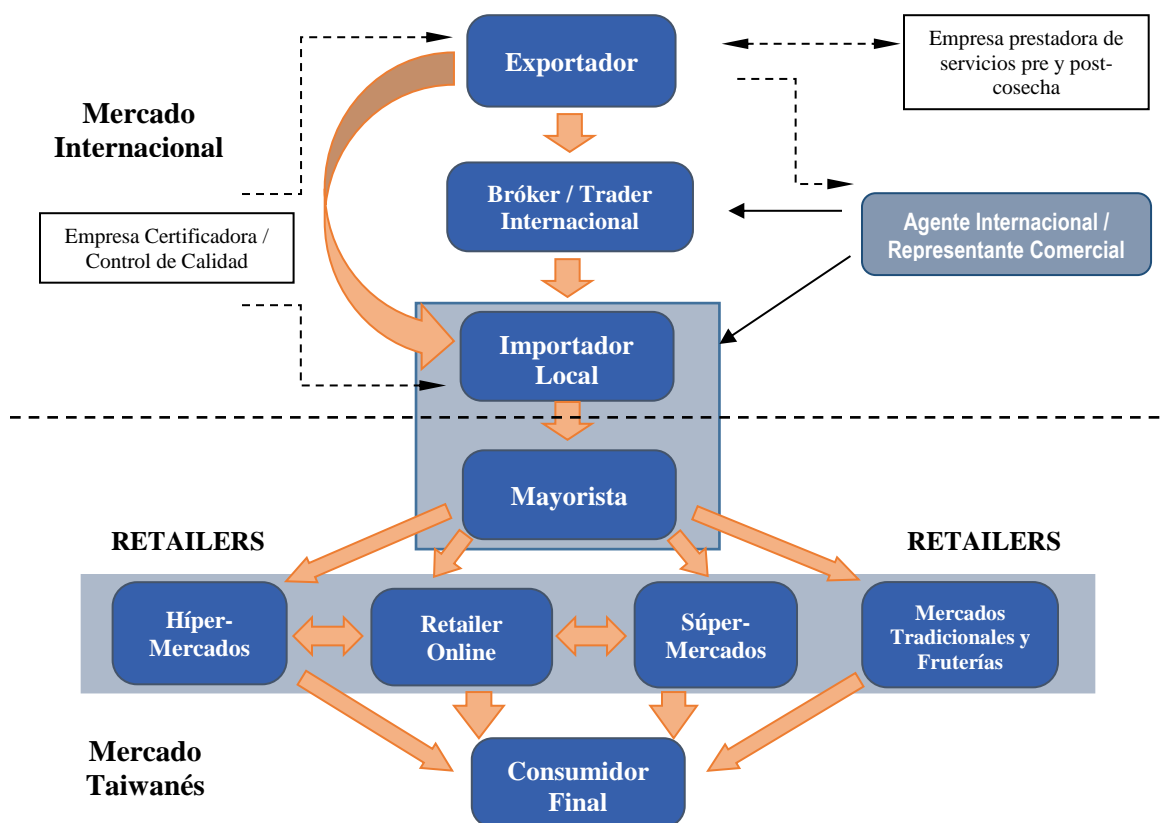 Exportador
Empresa prestadora de
servicios pre y post-
cosecha
Mercado
Internacional
Bróker / Trader
Internacional
Agente Internacional /
Representante Comercial
Empresa Certificadora /
Control de Calidad
Importador
Local
Mayorista
RETAILERS
RETAILERS
Híper-
Mercados
Retailer
Online
Súper-
Mercados
Mercados
Tradicionales y
Fruterías
Mercado
Taiwanés
Consumidor
Final